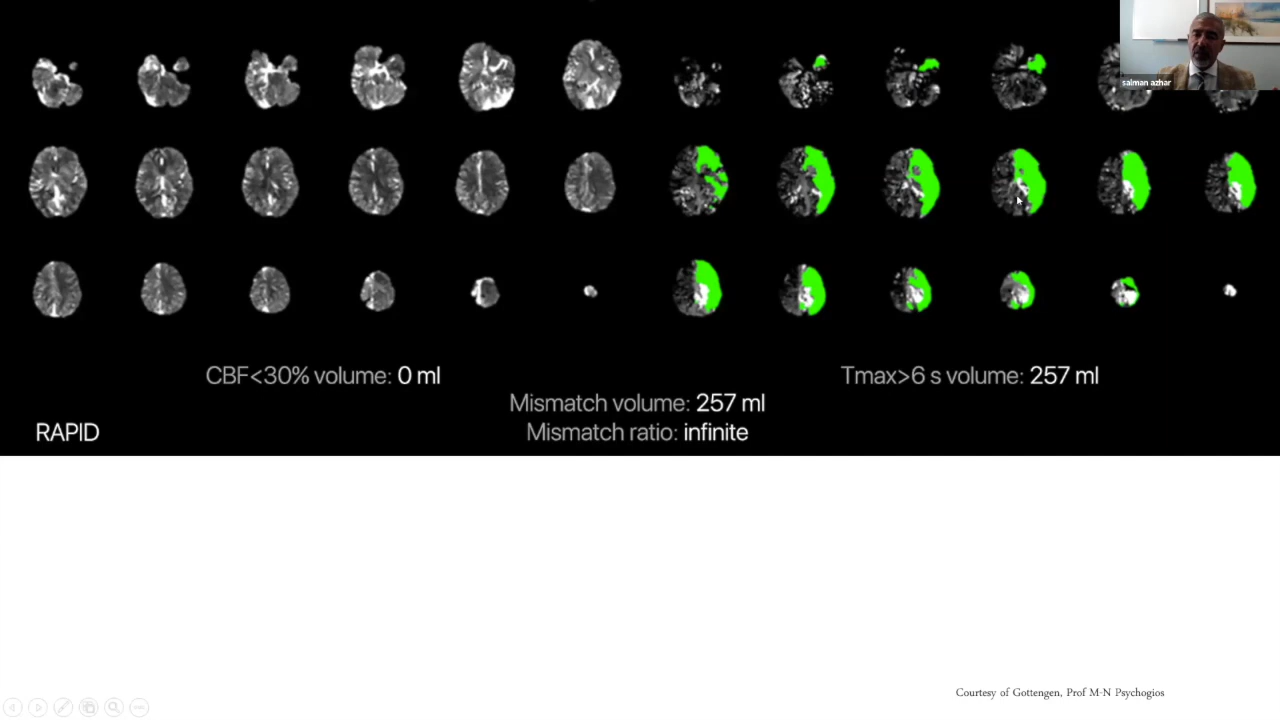 salman azhar
CBF<30% volume: 0 ml
Tmax>6 s volume: 257 ml
Mismatch volume: 257 ml
Mismatch ratio: infinite
RAPID
Courtesy of Gottengen, Prof M-N Psychogios